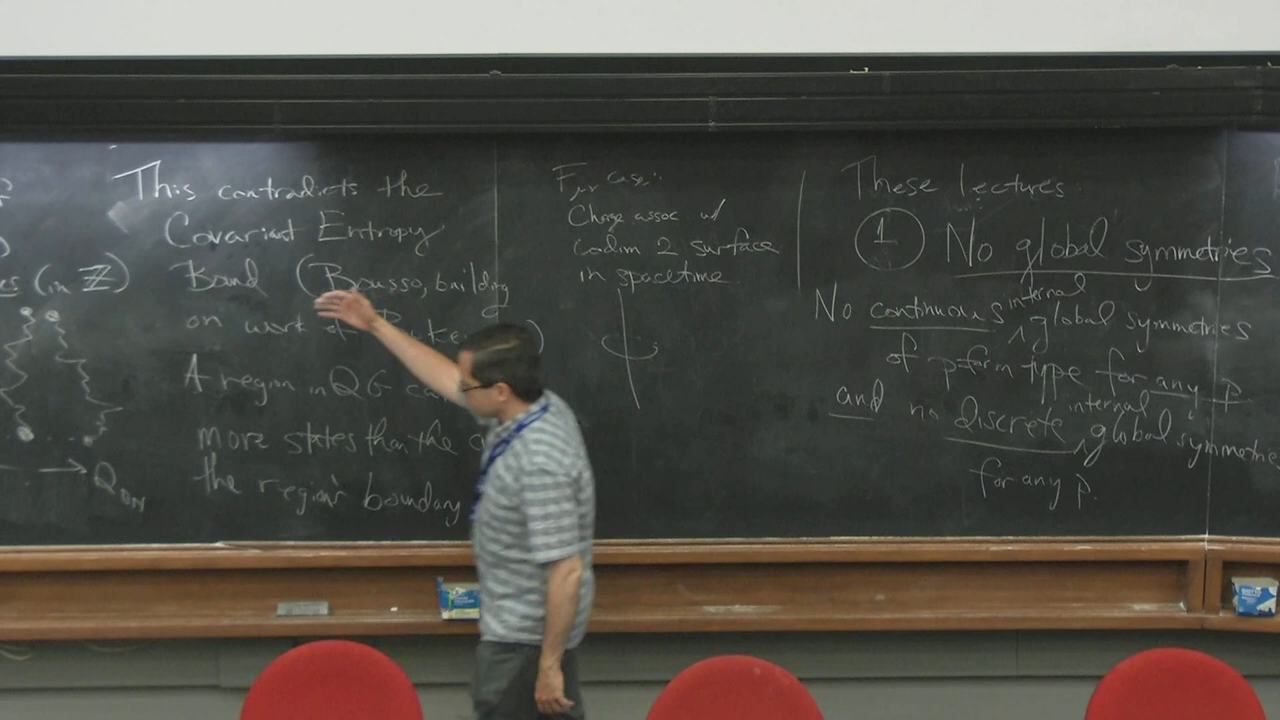 es (in ℤ)
Q
This contradicts the
Covariant Entropy
Bound (Bousso, building
on work of )
A region in QG
more states than the
the region's boundary
case:
Charge assoc w/
codim 2 surface
in spacetime
These lectures:
1 No global symmetries
No continuous internal global symmetries
of p-form type for any p
and no discrete internal global symmetries
for any p.